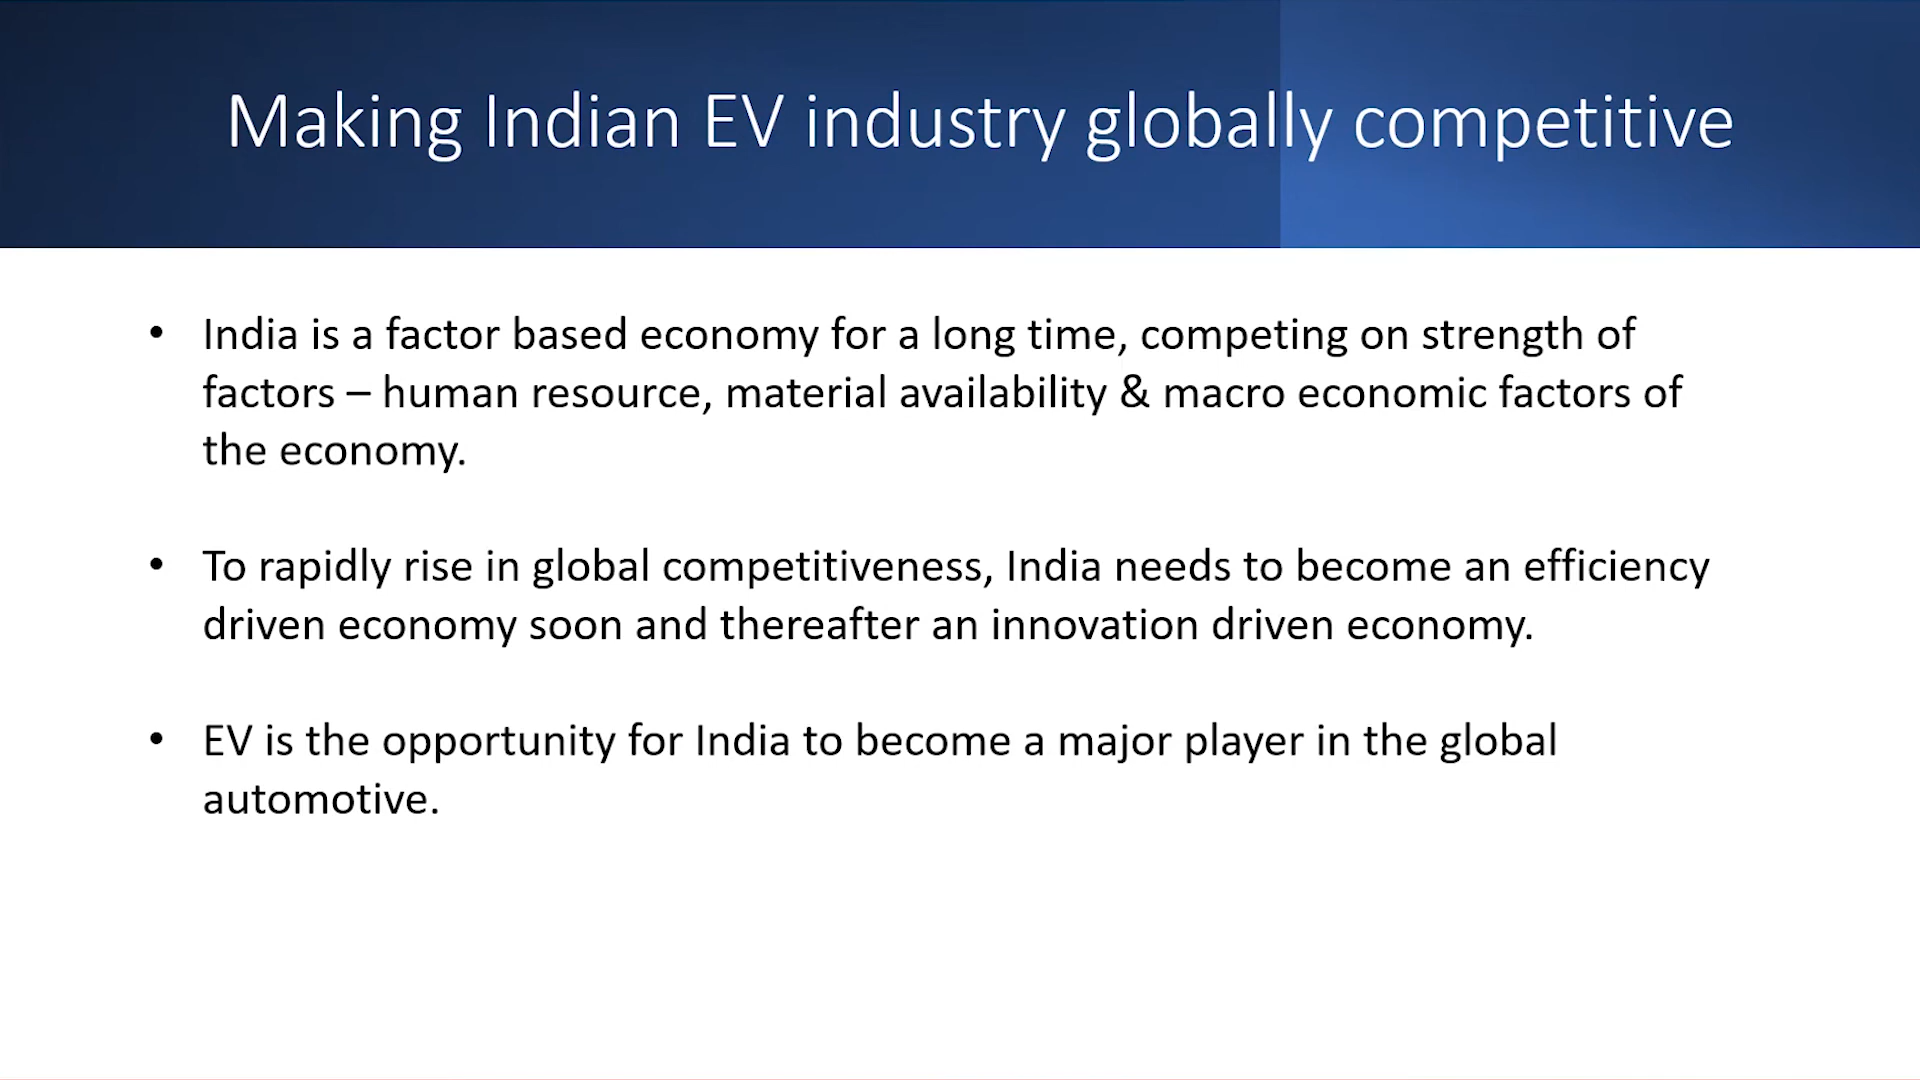 Making Indian EV industry globally competitive
• India is a factor based economy for a long time, competing on strength of
factors – human resource, material availability & macro economic factors of
the economy.
• To rapidly rise in global competitiveness, India needs to become an efficiency
driven economy soon and thereafter an innovation driven economy.
• EV is the opportunity for India to become a major player in the global
automotive.